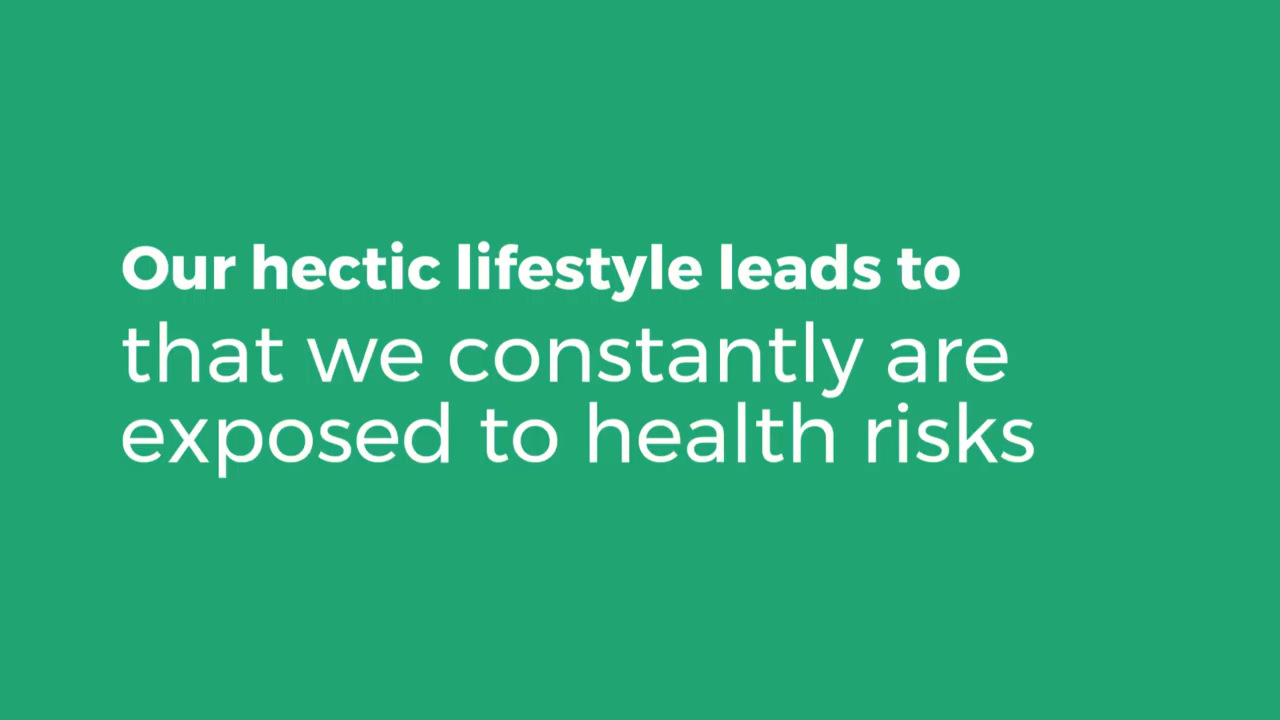 Our hectic lifestyle leads to
that we constantly are
exposed to health risks